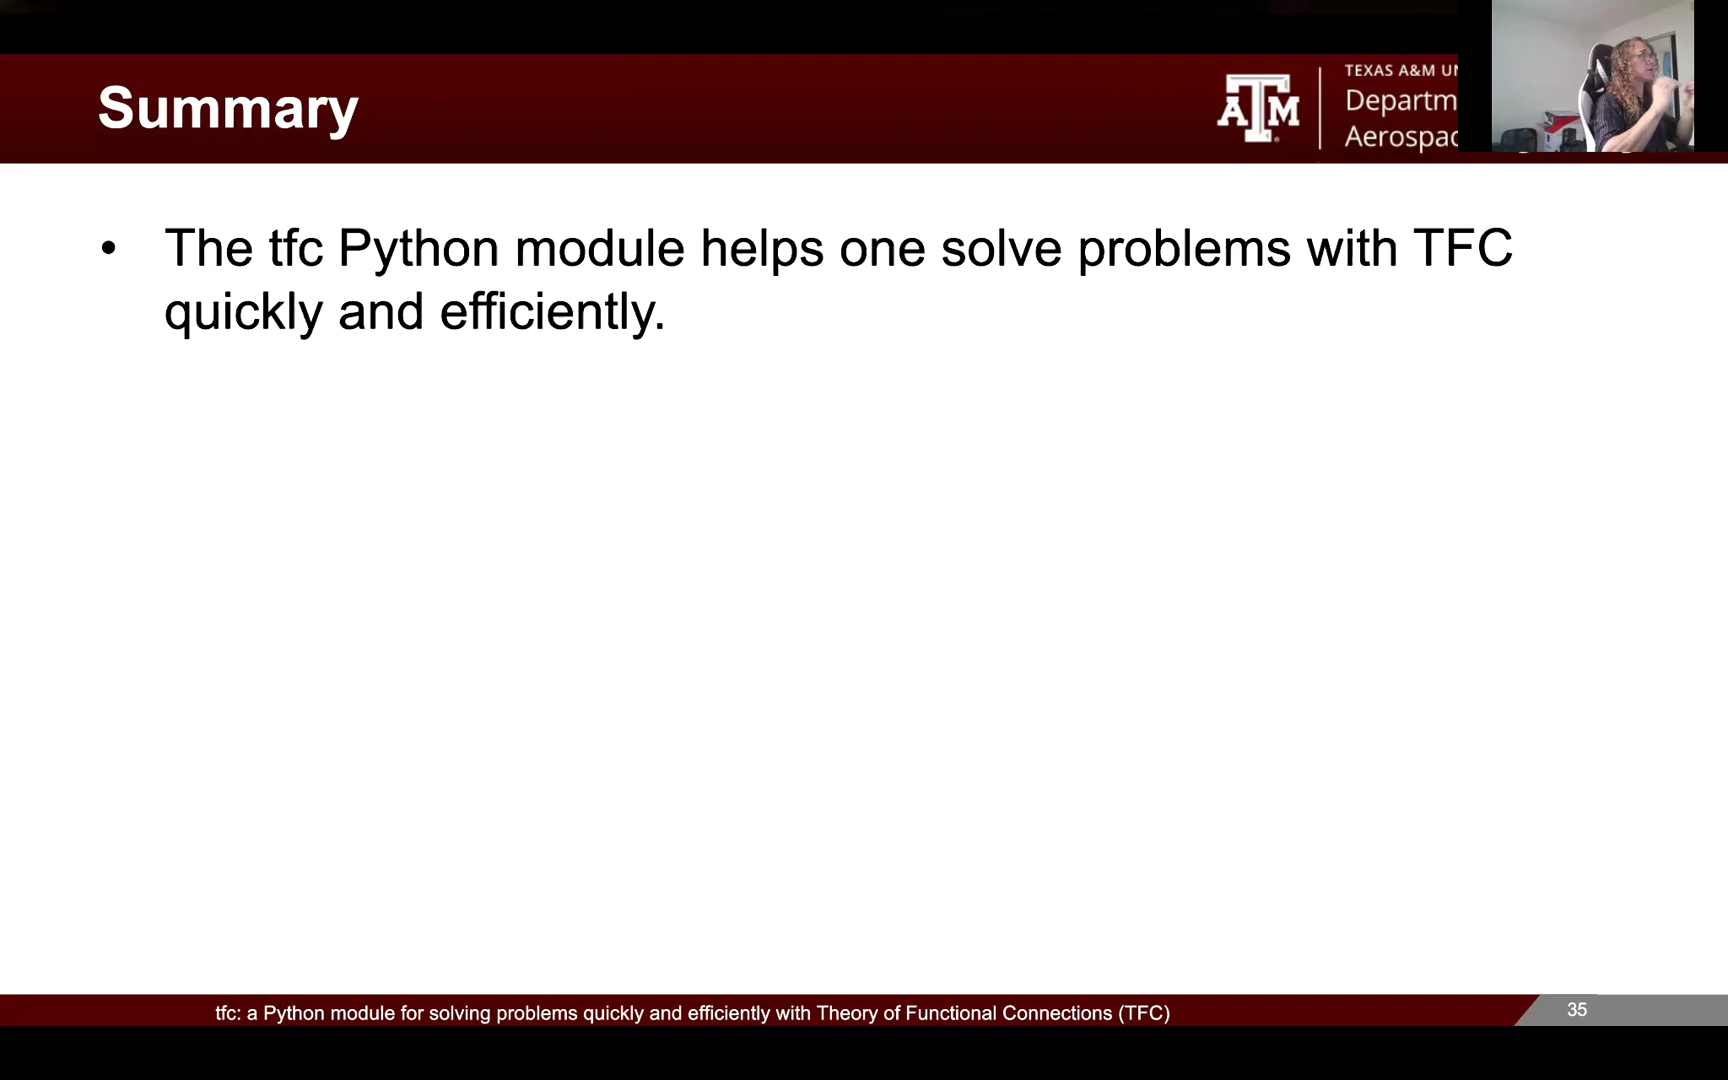 Summary
ATM
TEXAS A&M
Departm
Aerospac
• The tfc Python module helps one solve problems with TFC
quickly and efficiently.
tfc: a Python module for solving problems quickly and efficiently with Theory of Functional Connections (TFC)
35